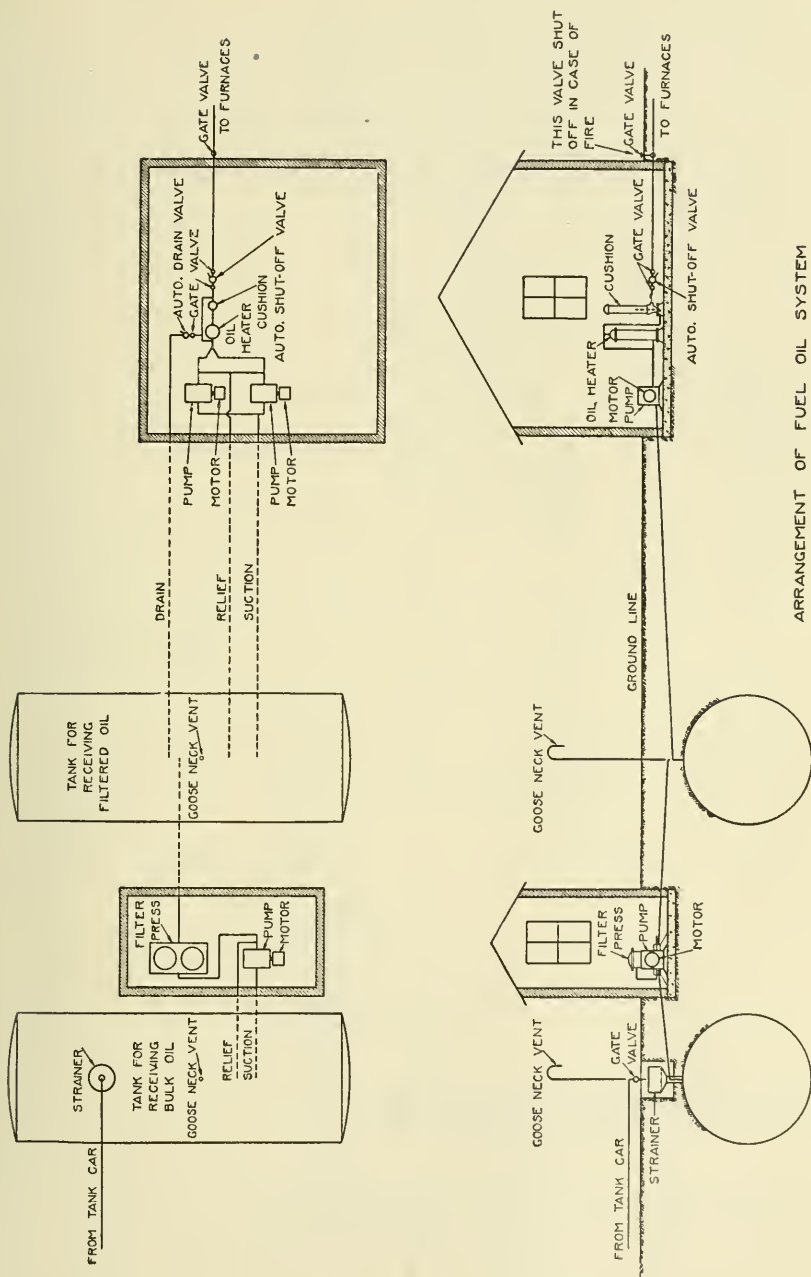 FROM TANK CAR
STRAINER
TANK FOR
RECEIVING
BULK OIL
GOOSE NECK VENT
RELIEF
SUCTION
FILTER
PRESS
PUMP
MOTOR
TANK FOR
RECEIVING
FILTERED OIL
GOOSE NECK VENT
DRAIN
RELIEF
SUCTION
PUMP
MOTOR
PUMP
MOTOR
AUTO. DRAIN VALVE
GATE VALVE
OIL
HEATER
CUSHION
AUTO. SHUT-OFF VALVE
GATE VALVE
TO FURNACES
FROM TANK CAR
GOOSE NECK VENT
GATE
VALVE
STRAINER
FILTER
PRESS
PUMP
MOTOR
GOOSE NECK VENT
GROUND LINE
OIL HEATER
MOTOR
PUMP
CUSHION
GATE VALVE
AUTO. SHUT-OFF VALVE
THIS VALVE SHUT
OFF IN CASE OF
FIRE
GATE VALVE
TO FURNACES
ARRANGEMENT OF FUEL OIL SYSTEM